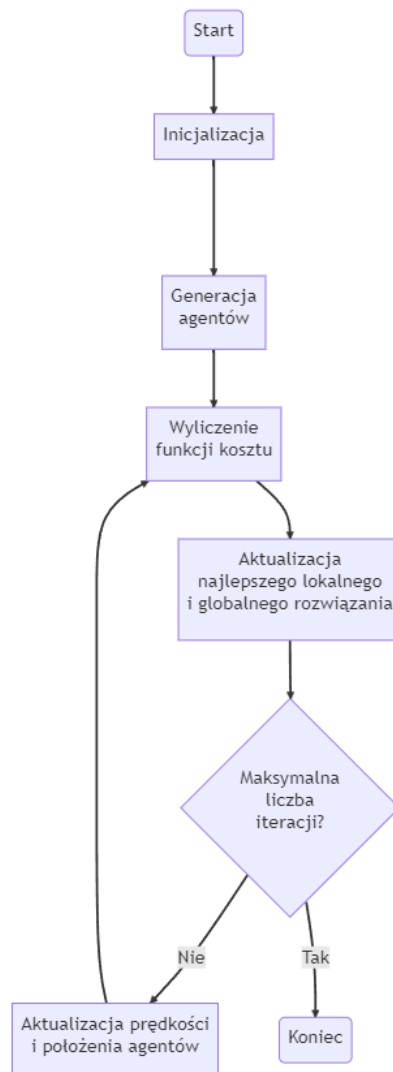 Start
Inicjalizacja
Generacja
agentów
Wyliczenie
funkcji kosztu
Aktualizacja
najlepszego lokalnego
i globalnego rozwiązania
Maksymalna
liczba
iteracji?
Nie
Tak
Aktualizacja prędkości
i położenia agentów
Koniec